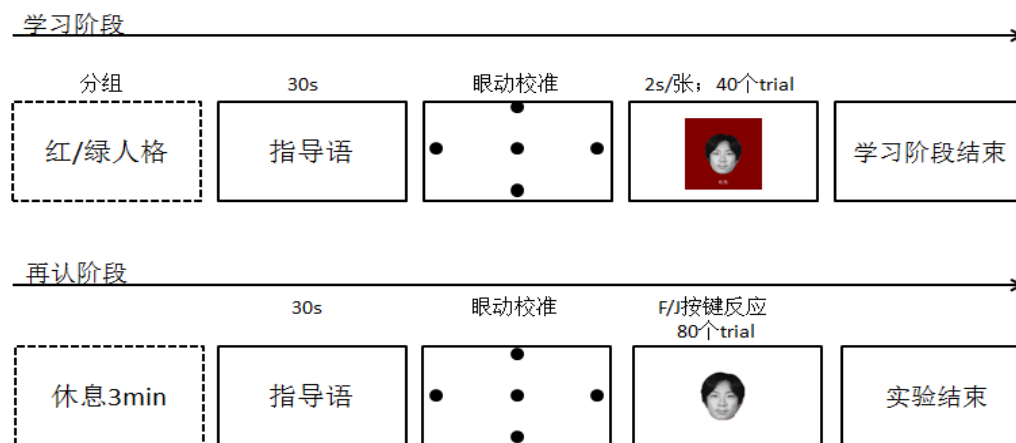 学习阶段
分组
30s
眼动校准
2s/张；40个trial
红/绿人格
指导语
学习阶段结束
再认阶段
30s
眼动校准
F/J按键反应
80个trial
休息3min
指导语
实验结束